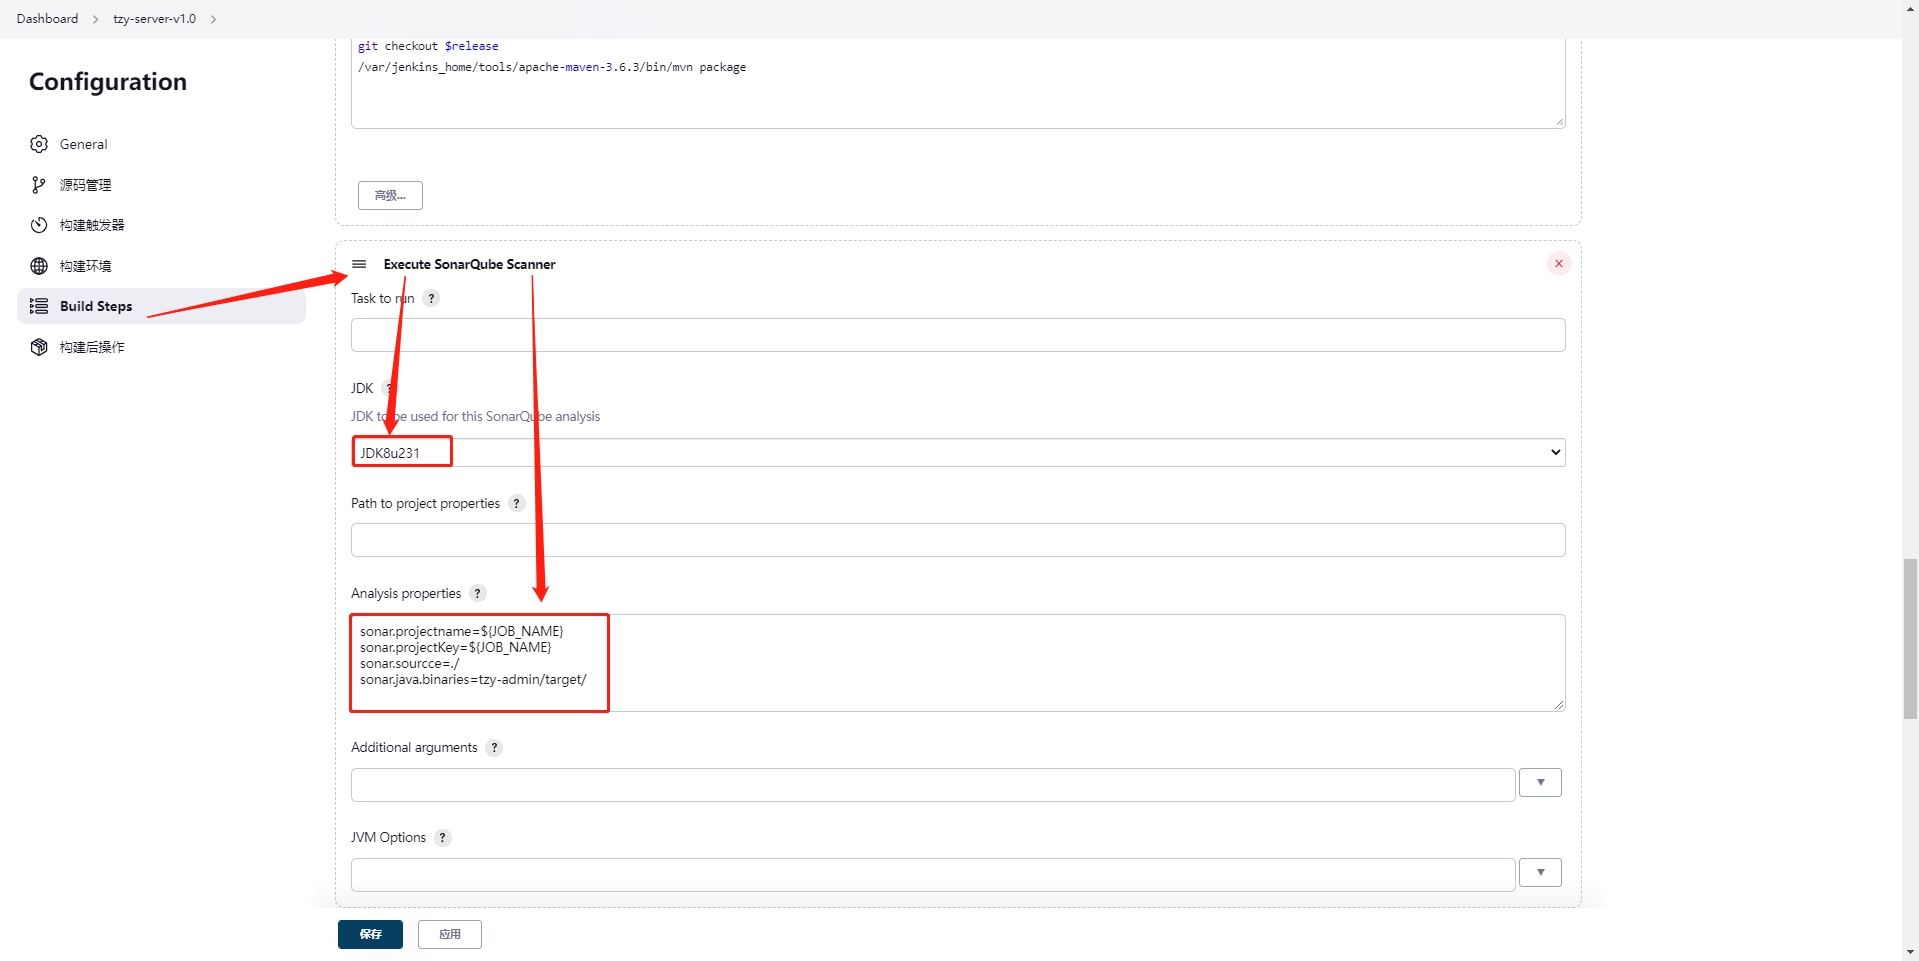 Dashboard
tzy-server-v1.0
git checkout $release
/var/jenkins_home/tools/apache-maven-3.6.3/bin/mvn package
Configuration
General
源码管理
构建触发器
构建环境
Build Steps
构建后操作
高级...
Execute SonarQube Scanner
Task to run ?
JDK ?
JDK to be used for this SonarQube analysis
JDK8u231
Path to project properties ?
Analysis properties ?
sonar.projectname=${JOB_NAME}
sonar.projectKey=${JOB_NAME}
sonar.sourcce=./
sonar.java.binaries=tzy-admin/target/
Additional arguments ?
JVM Options ?
保存
应用